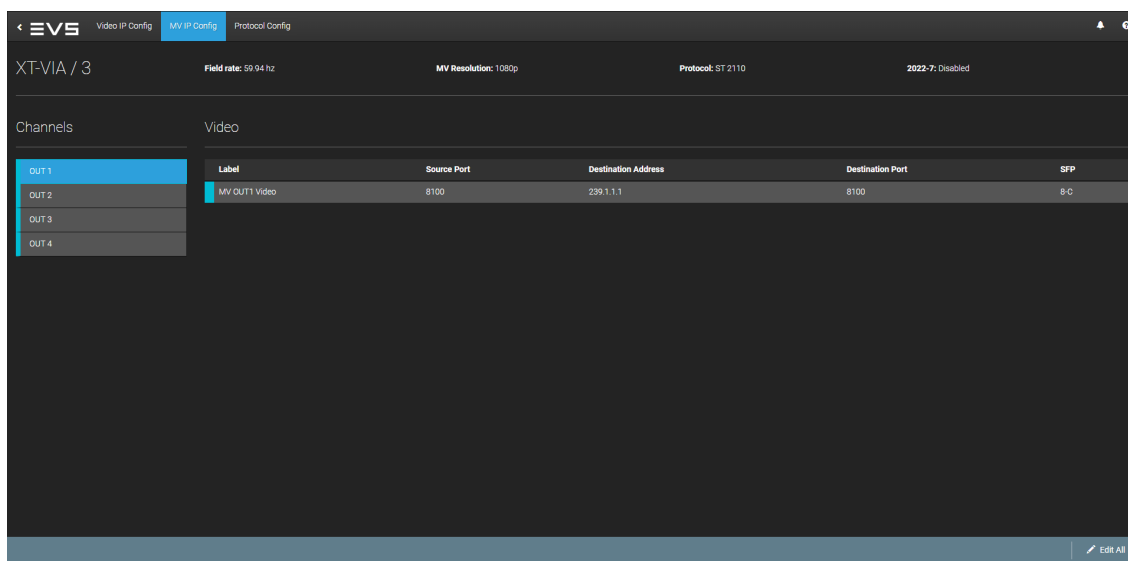 EVS Video IP Config MV IP Config Protocol Config
XT-VIA / 3 Field rate: 59.94 hz MV Resolution: 1080p Protocol: ST 2110 2022-7: Disabled
Channels
OUT 1
OUT 2
OUT 3
OUT 4
Video
Label Source Port Destination Address Destination Port SFP
MV OUT1 Video 8100 239.1.1.1 8100 8-C
Edit All